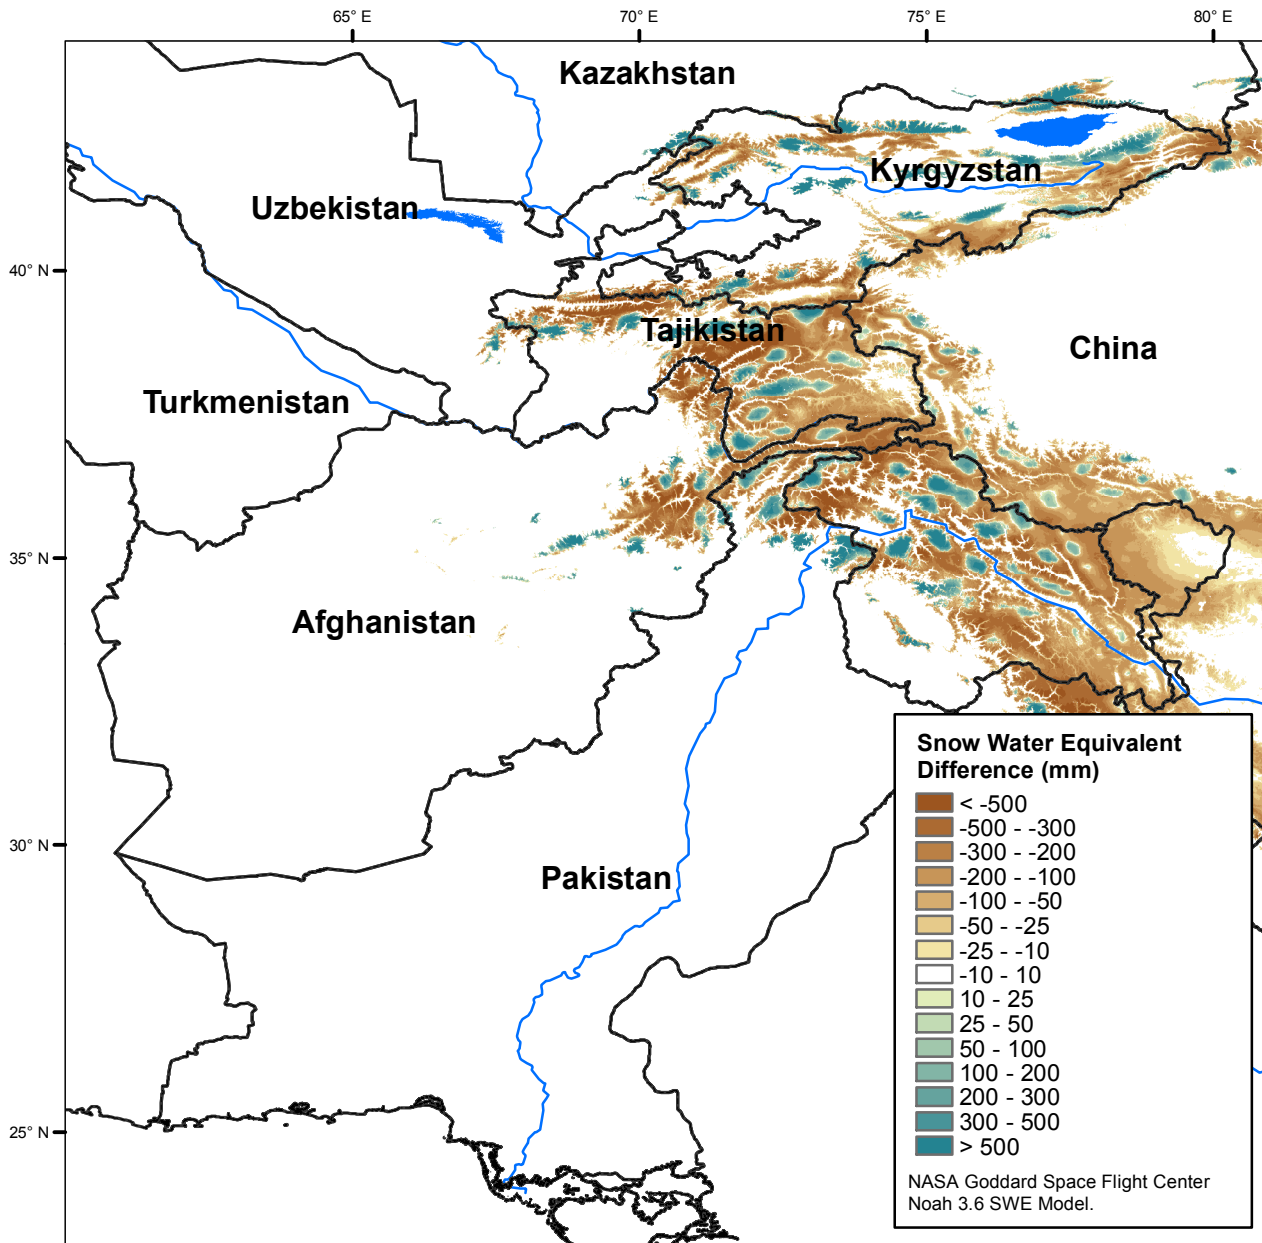 65° E
70° E
75° E
80° E
Kazakhstan
Kyrgyzstan
Uzbekistan
40° N
Tajikistan
China
Turkmenistan
35° N
Afghanistan
30° N
Pakistan
25° N
Snow Water Equivalent
Difference (mm)
< -500
-500 - -300
-300 - -200
-200 - -100
-100 - -50
-50 - -25
-25 - -10
-10 - 10
10 - 25
25 - 50
50 - 100
100 - 200
200 - 300
300 - 500
> 500
NASA Goddard Space Flight Center
Noah 3.6 SWE Model.